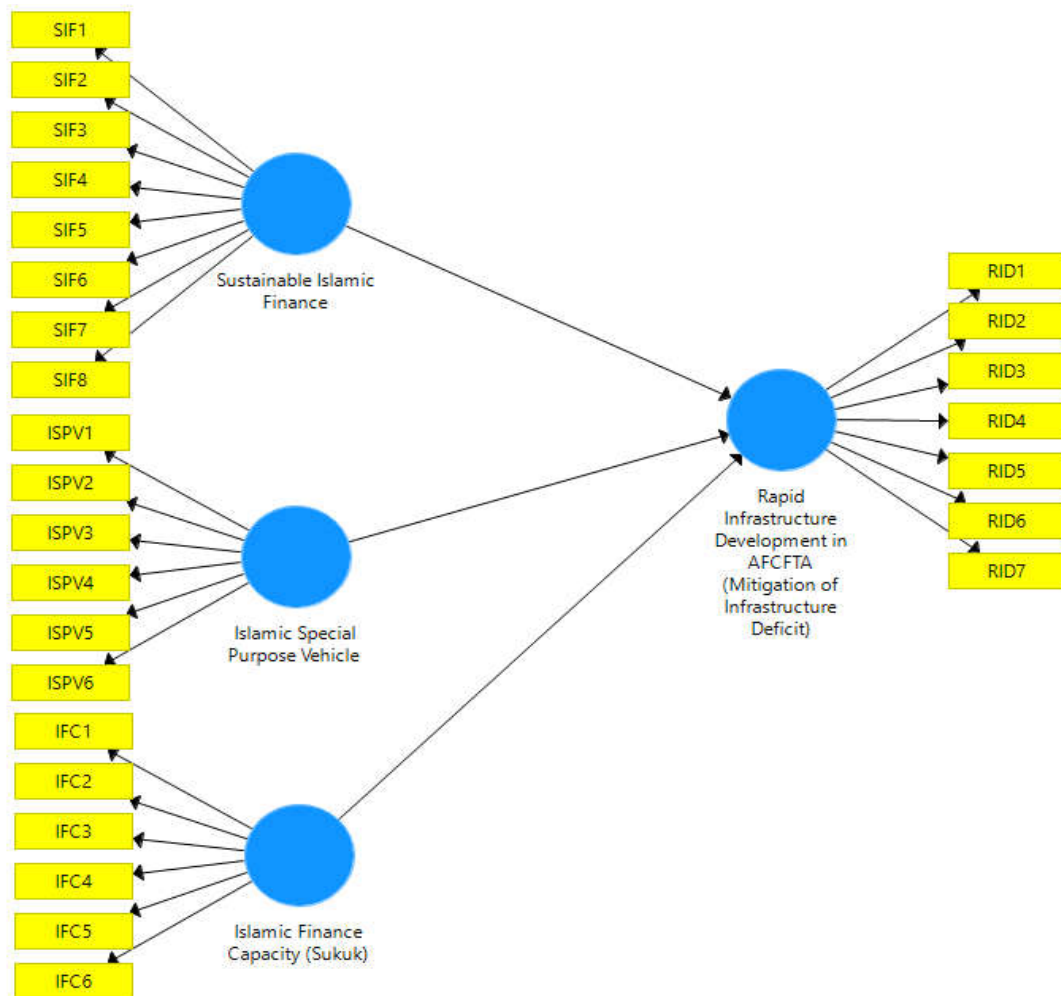 SIF1
SIF2
SIF3
SIF4
SIF5
SIF6
SIF7
SIF8
Sustainable Islamic
Finance
ISPV1
ISPV2
ISPV3
ISPV4
ISPV5
ISPV6
Islamic Special
Purpose Vehicle
IFC1
IFC2
IFC3
IFC4
IFC5
IFC6
Islamic Finance
Capacity (Sukuk)
Rapid
Infrastructure
Development in
AFCFTA
(Mitigation of
Infrastructure
Deficit)
RID1
RID2
RID3
RID4
RID5
RID6
RID7